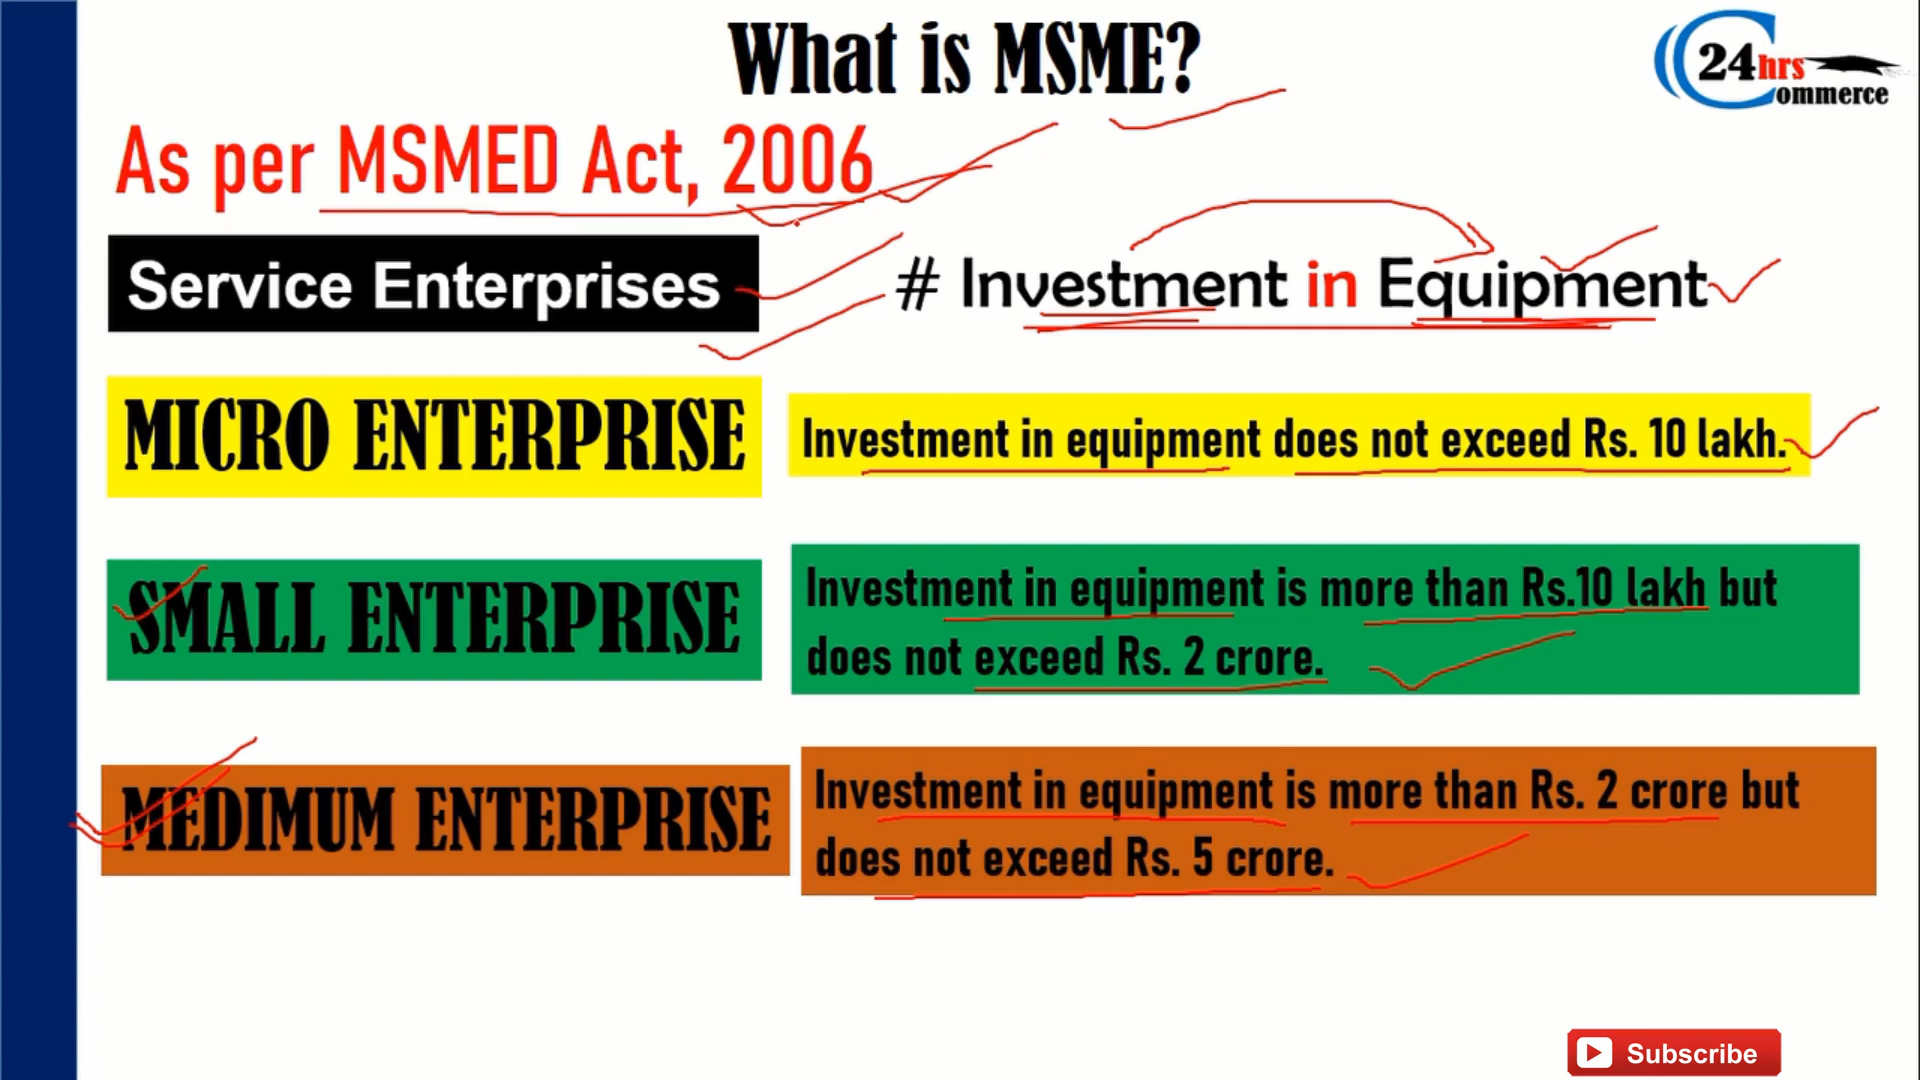 What is MSME?
24hrs
Commerce
As per MSMED Act, 2006
Service Enterprises
# Investment in Equipment
MICRO ENTERPRISE
Investment in equipment does not exceed Rs. 10 lakh.
SMALL ENTERPRISE
Investment in equipment is more than Rs.10 lakh but
does not exceed Rs. 2 crore.
MEDIMUM ENTERPRISE
Investment in equipment is more than Rs. 2 crore but
does not exceed Rs. 5 crore.
Subscribe